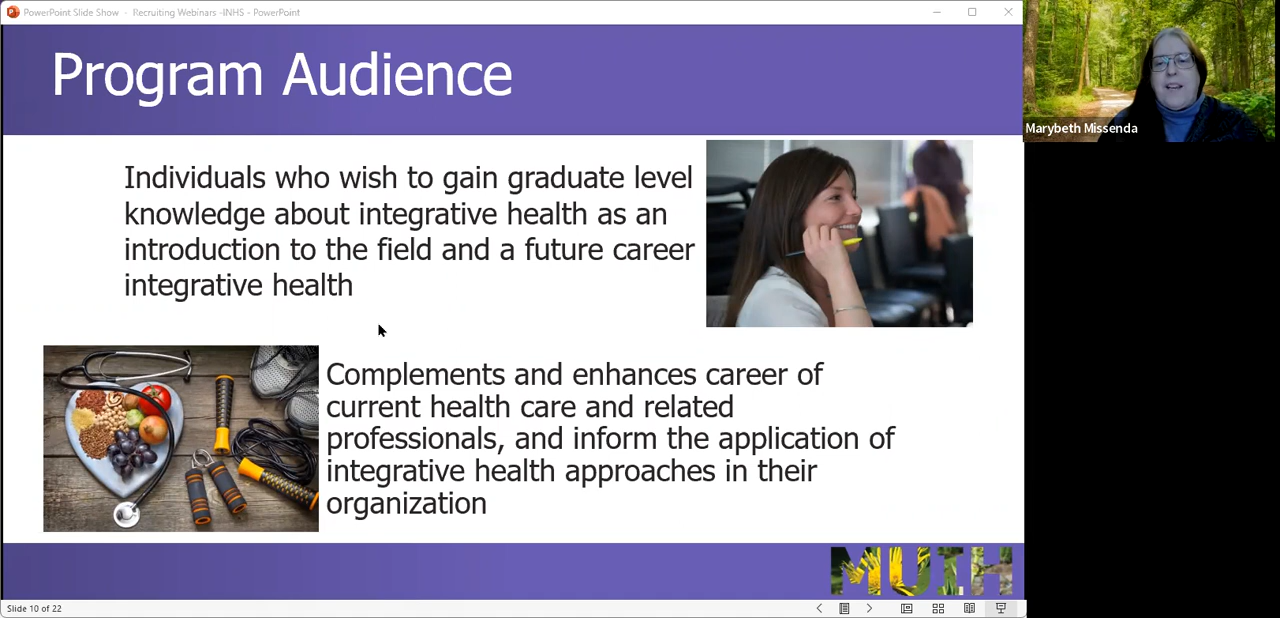 PowerPoint Slide Show - Recruiting Webinars -INHS - PowerPoint
Program Audience
Marybeth Missenda
Individuals who wish to gain graduate level
knowledge about integrative health as an
introduction to the field and a future career
integrative health
Complements and enhances career of
current health care and related
professionals, and inform the application of
integrative health approaches in their
organization
MUIH
Slide 10 of 22